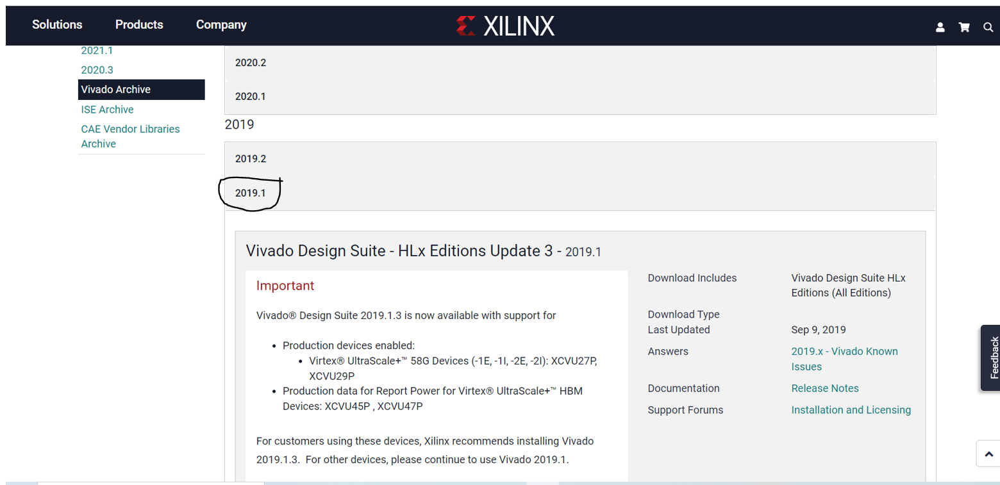 Solutions Products Company XILINX
2021.1
2020.3
Vivado Archive
ISE Archive
CAE Vendor Libraries
Archive
2020.2
2020.1
2019
2019.2
2019.1
Vivado Design Suite - HLx Editions Update 3 - 2019.1
Important
Vivado® Design Suite 2019.1.3 is now available with support for
• Production devices enabled:
• Virtex® UltraScale+™ 58G Devices (-1E, -1I, -2E, -2I): XCVU27P,
XCVU29P
• Production data for Report Power for Virtex® UltraScale+™ HBM
Devices: XCVU45P , XCVU47P
For customers using these devices, Xilinx recommends installing Vivado
2019.1.3.  For other devices, please continue to use Vivado 2019.1.
Download Includes Vivado Design Suite HLx
Editions (All Editions)
Download Type
Last Updated Sep 9, 2019
Answers 2019.x - Vivado Known
Issues
Documentation Release Notes
Support Forums Installation and Licensing
Feedback